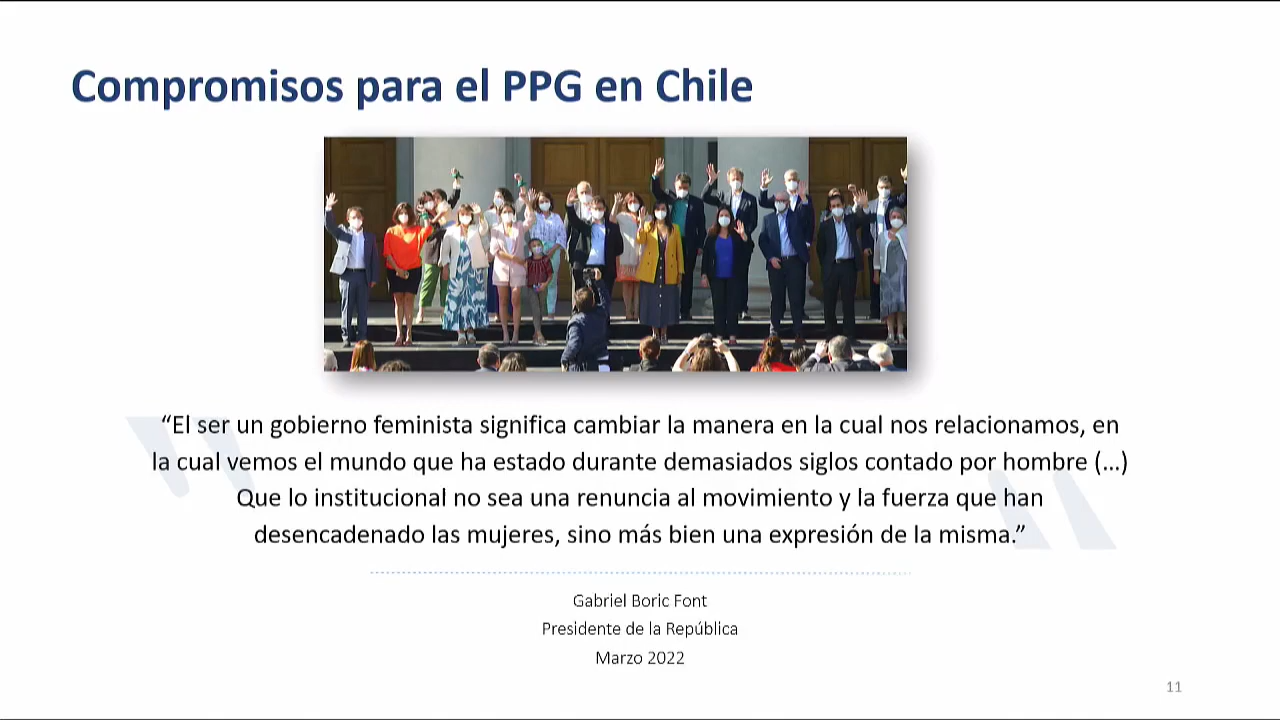 Compromisos para el PPG en Chile
“El ser un gobierno feminista significa cambiar la manera en la cual nos relacionamos, en
la cual vemos el mundo que ha estado durante demasiados siglos contado por hombre (…)
Que lo institucional no sea una renuncia al movimiento y la fuerza que han
desencadenado las mujeres, sino más bien una expresión de la misma.”
Gabriel Boric Font
Presidente de la República
Marzo 2022
11